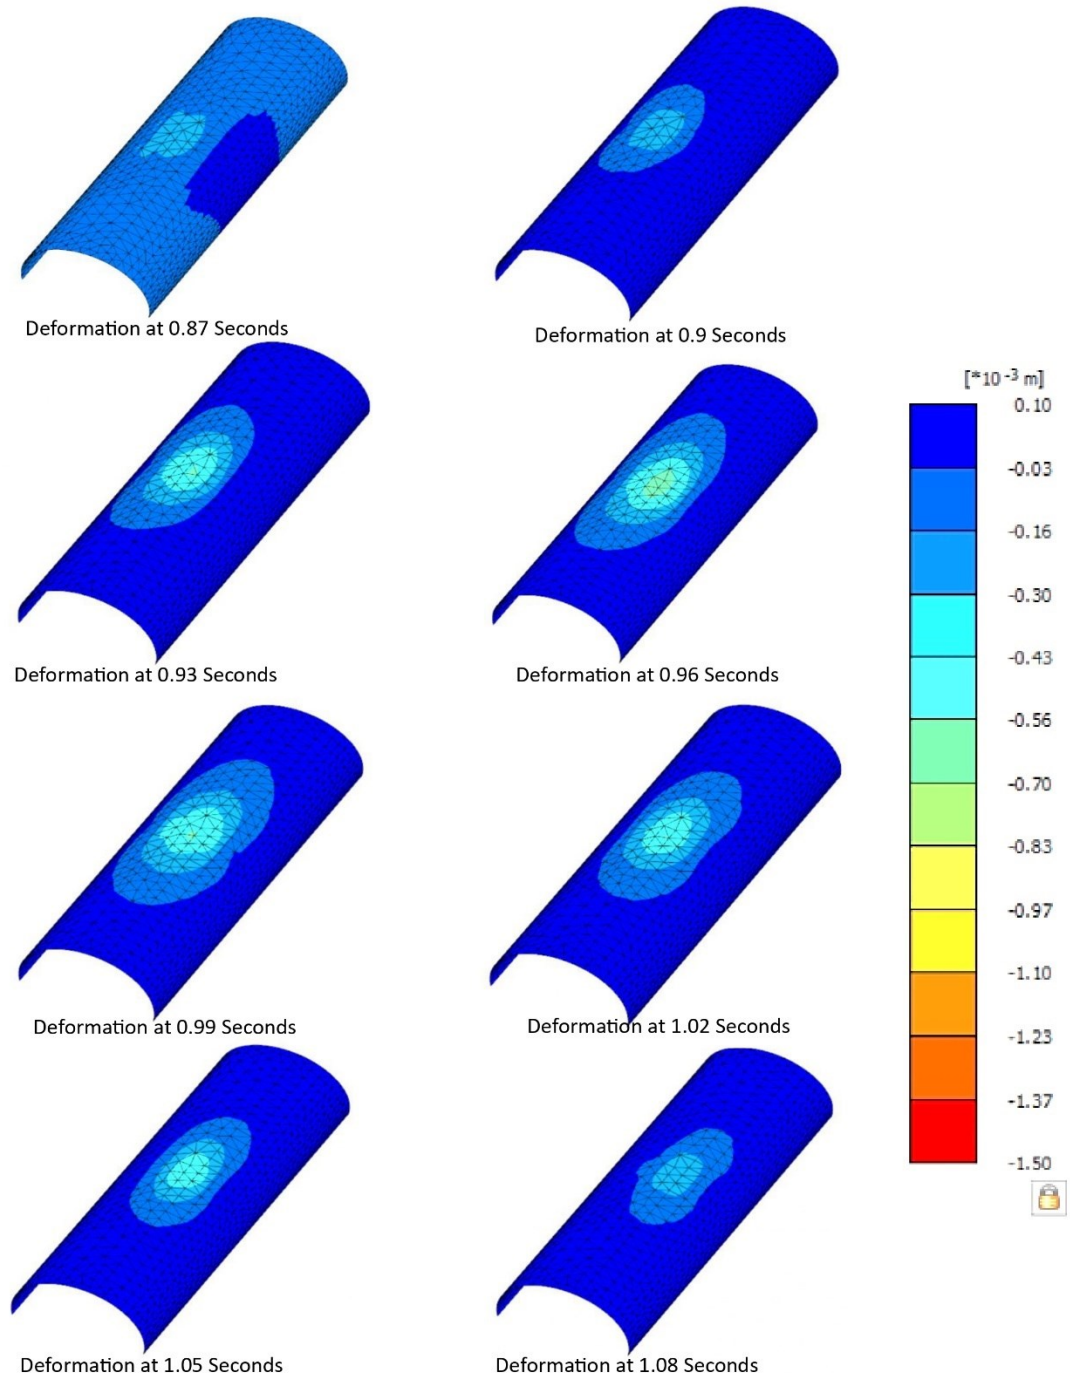 Deformation at 0.87 Seconds
Deformation at 0.9 Seconds
[*10 -3 m]
0.10
-0.03
-0.16
-0.30
-0.43
-0.56
-0.70
-0.83
-0.97
-1.10
-1.23
-1.37
-1.50
Deformation at 0.93 Seconds
Deformation at 0.96 Seconds
Deformation at 0.99 Seconds
Deformation at 1.02 Seconds
Deformation at 1.05 Seconds
Deformation at 1.08 Seconds